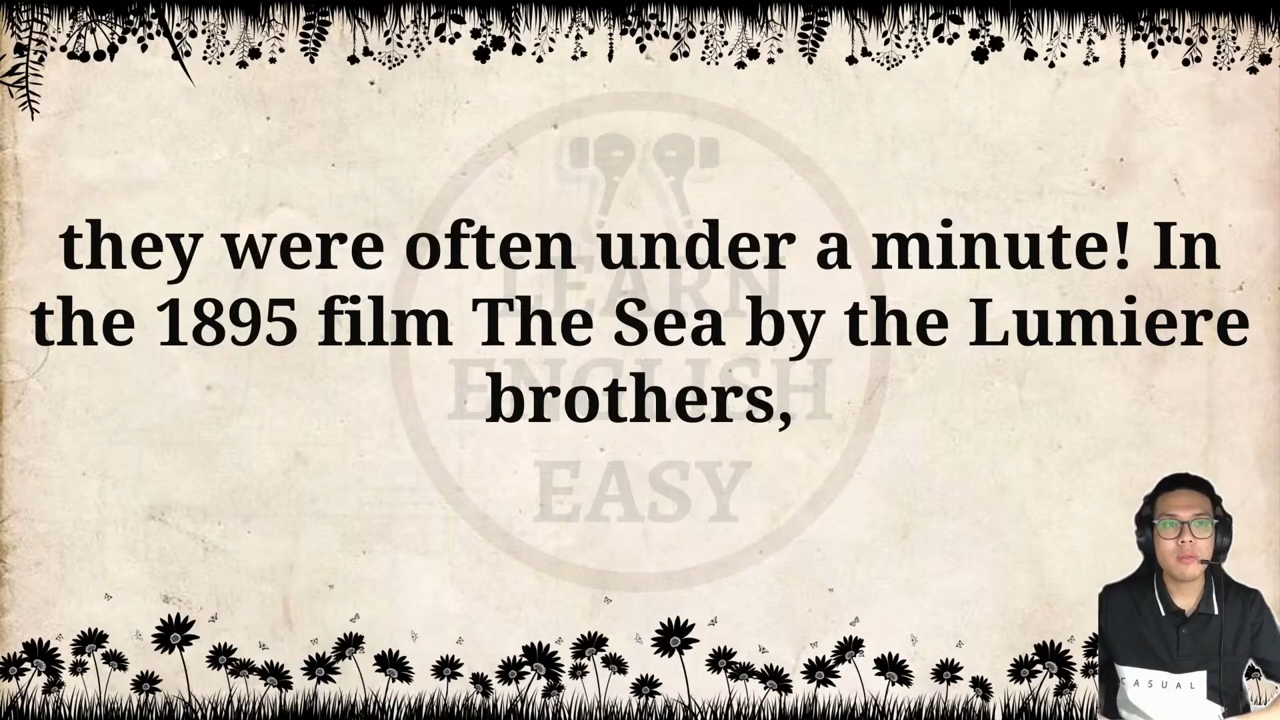 they were often under a minute! In
the 1895 film The Sea by the Lumiere
brothers,
LEARN
ENGLISH
EASY
CASUAL